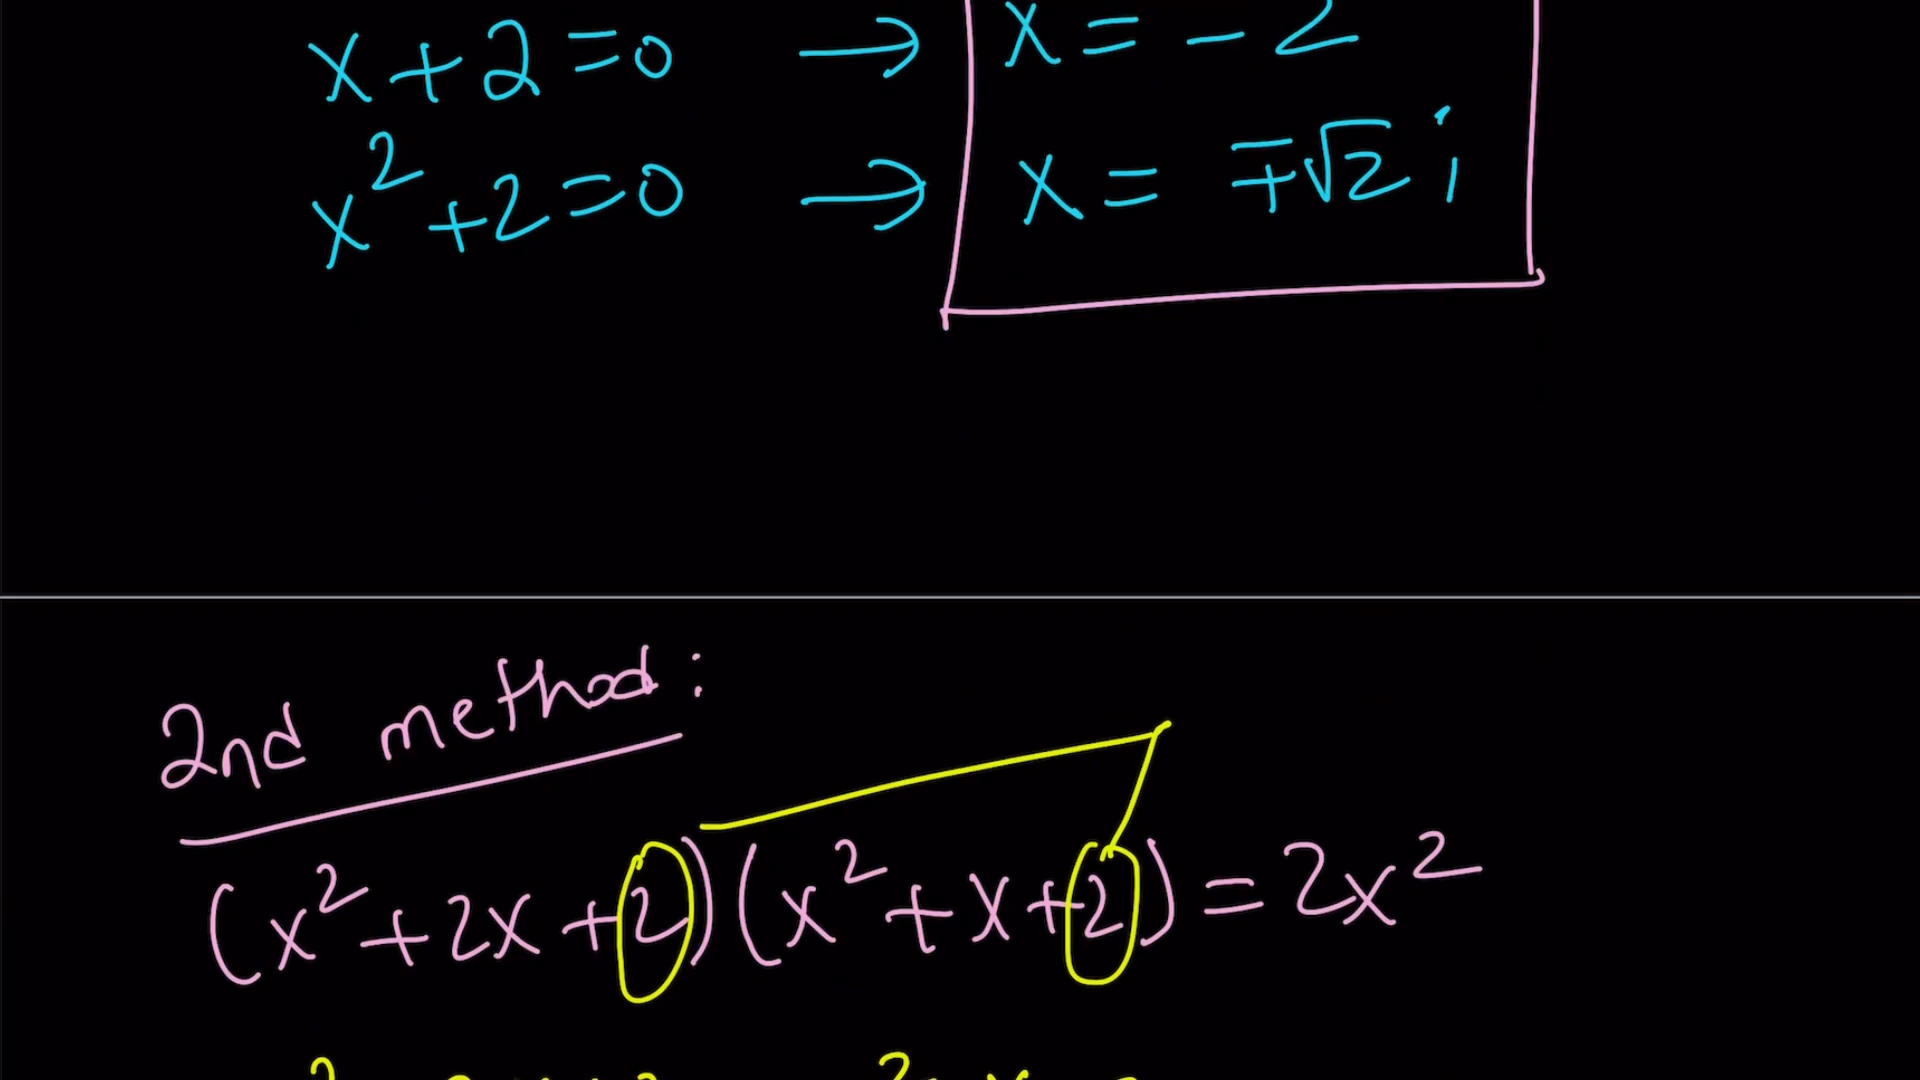 x+2=0 → x = -2
x²+2=0 → x = ∓√2 i
2nd method:
(x²+2x+2)(x²+x+2) = 2x²